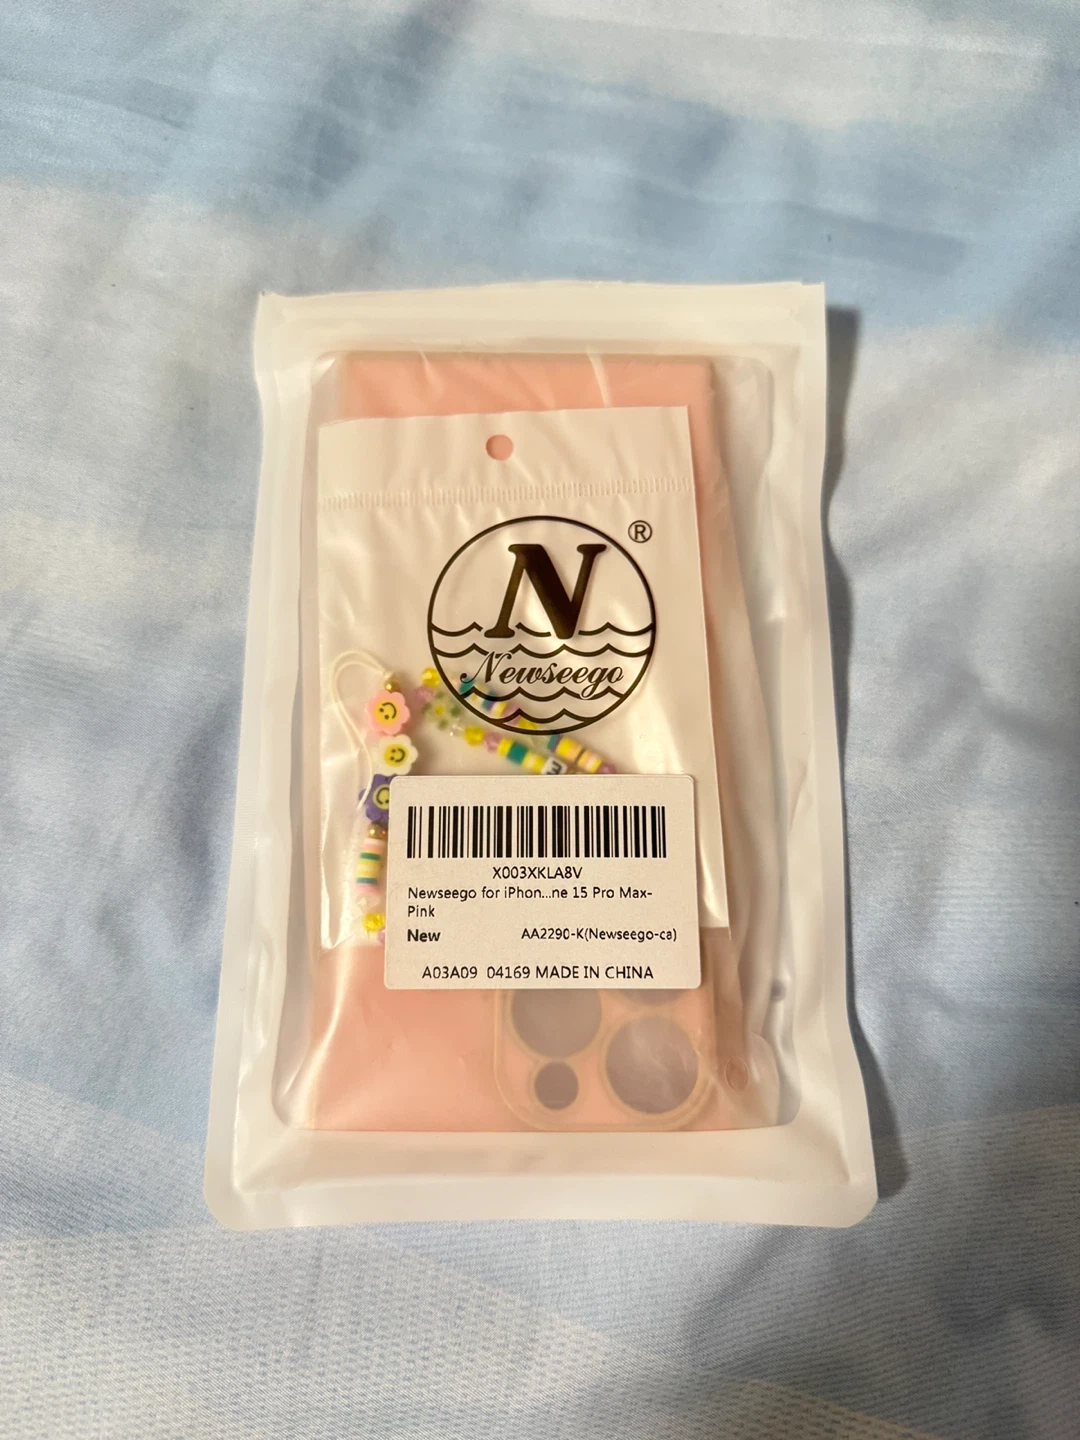 ®
N
Newseego
X003XKLA8V
Newseego for iPhon...ne 15 Pro Max-
Pink
New AA2290-K(Newseego-ca)
A03A09 04169 MADE IN CHINA